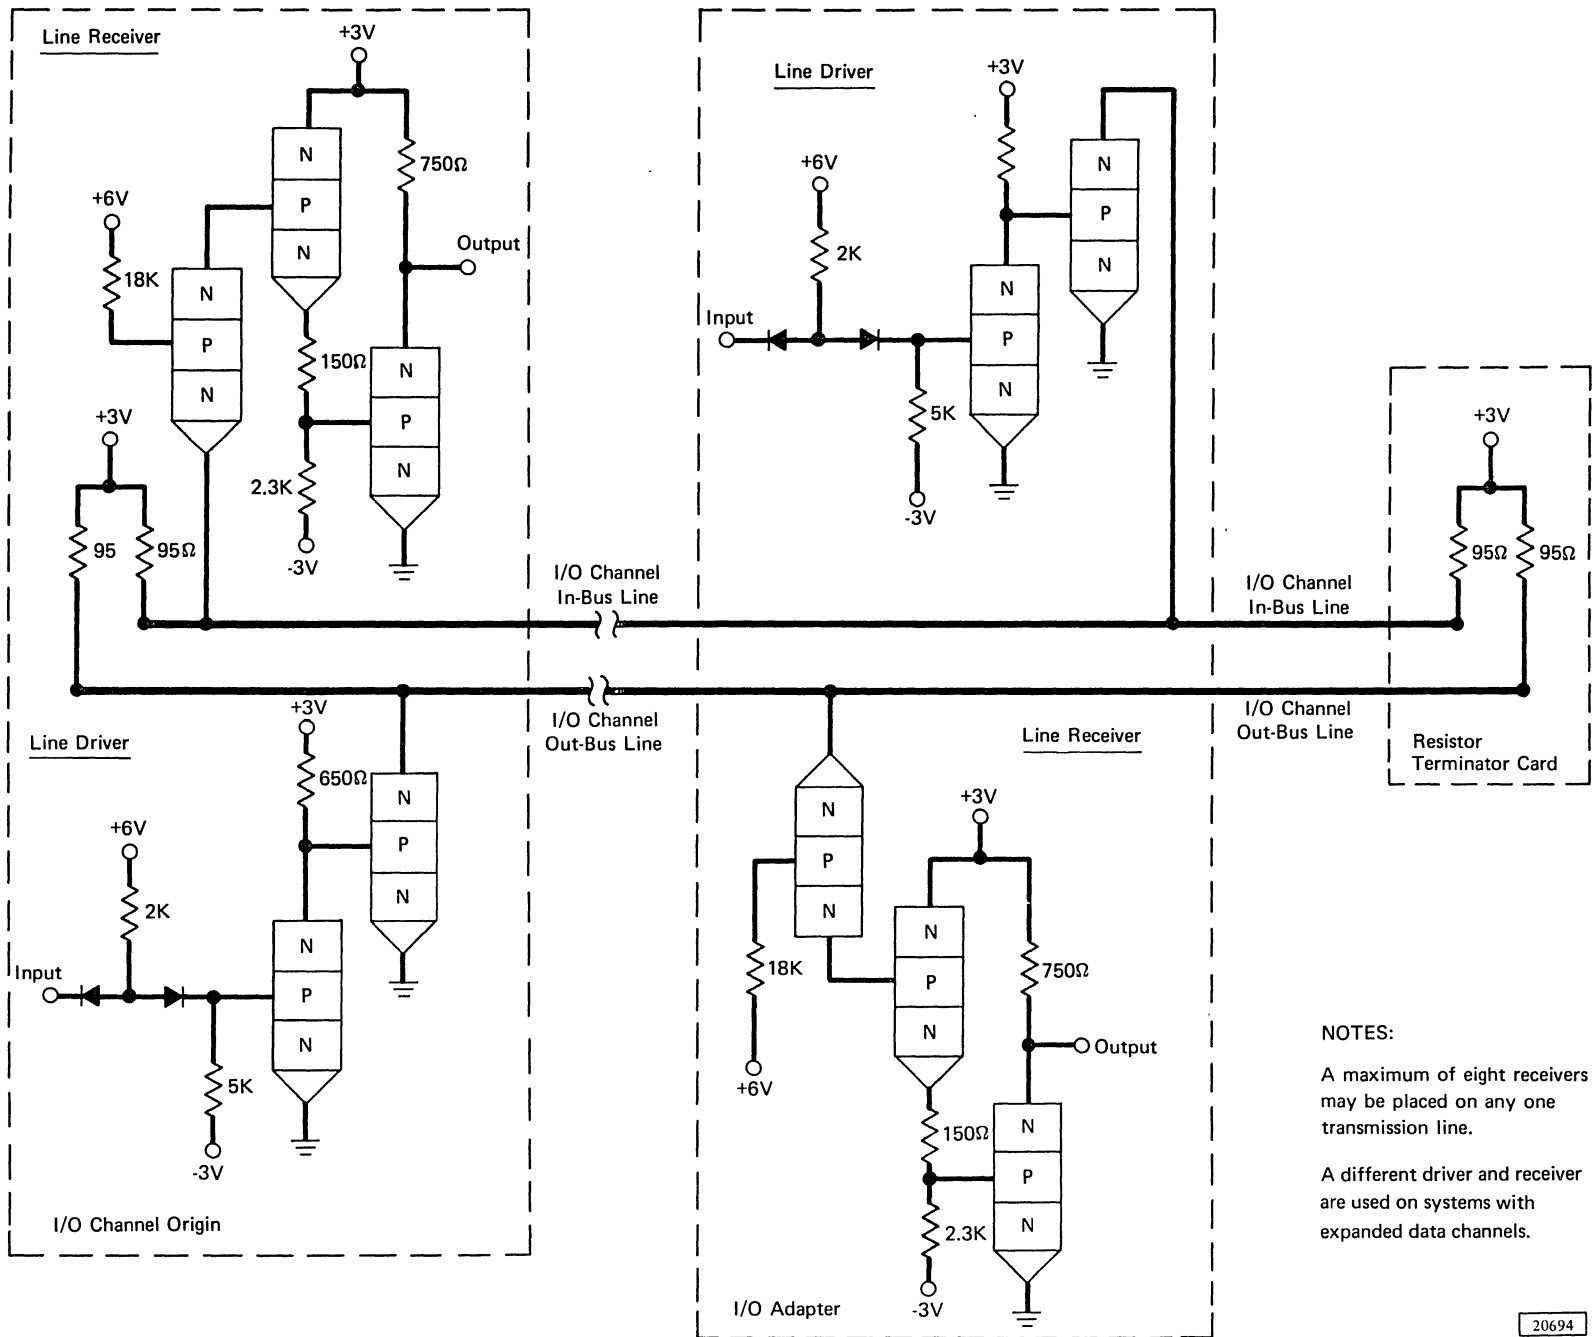 Line Receiver
+3V
N
P
N
750Ω
+6V
18K
N
P
N
Output
150Ω
N
P
N
2.3K
-3V
+3V
95
95Ω
Line Driver
+3V
N
P
N
+6V
2K
Input
N
P
N
5K
-3V
+3V
95Ω
95Ω
I/O Channel
In-Bus Line
I/O Channel
In-Bus Line
I/O Channel
Out-Bus Line
I/O Channel
Out-Bus Line
Resistor
Terminator Card
Line Driver
+3V
650Ω
N
P
N
+6V
2K
Input
N
P
N
5K
-3V
I/O Channel Origin
Line Receiver
N
P
N
+3V
18K
+6V
N
P
N
750Ω
Output
150Ω
N
P
N
2.3K
-3V
I/O Adapter
NOTES:
A maximum of eight receivers
may be placed on any one
transmission line.
A different driver and receiver
are used on systems with
expanded data channels.
20694